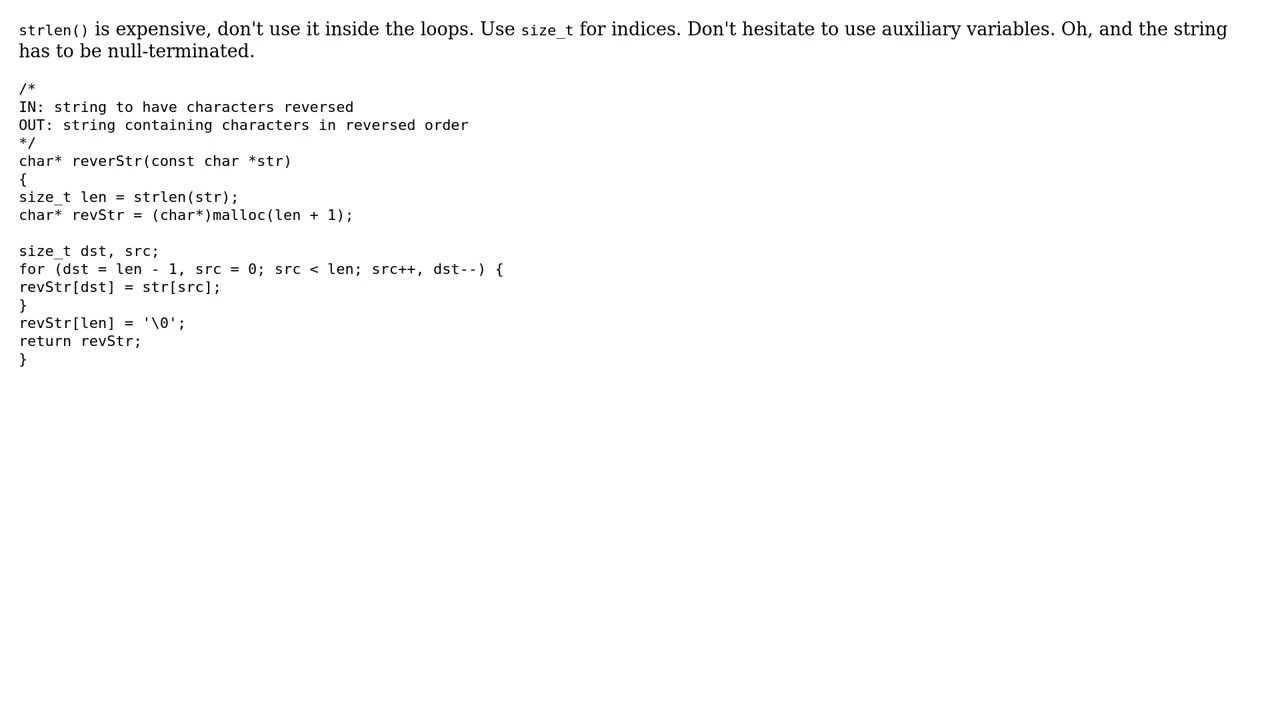 strlen() is expensive, don't use it inside the loops. Use size_t for indices. Don't hesitate to use auxiliary variables. Oh, and the string
has to be null-terminated.
/*
IN: string to have characters reversed
OUT: string containing characters in reversed order
*/
char* reverStr(const char *str)
{
size_t len = strlen(str);
char* revStr = (char*)malloc(len + 1);
size_t dst, src;
for (dst = len - 1, src = 0; src < len; src++, dst--) {
revStr[dst] = str[src];
}
revStr[len] = '\0';
return revStr;
}